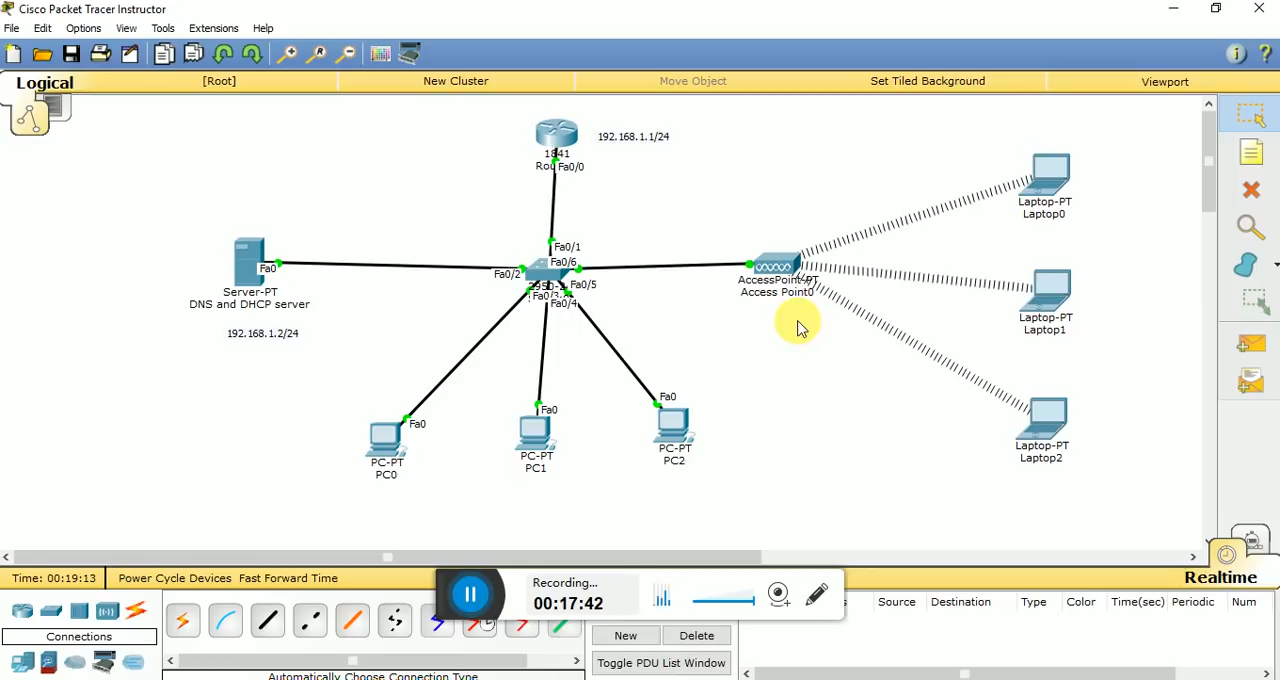 Cisco Packet Tracer Instructor
File Edit Options View Tools Extensions Help
Logical
[Root]
New Cluster
Move Object
Set Tiled Background
Viewport
192.168.1.1/24
1841
Fa0/0
Fa0/1
Fa0/6
Fa0/2
Fa0/5
Fa0/4
Fa0
Server-PT
DNS and DHCP server
192.168.1.2/24
AccessPoint-PT
Access Point0
Laptop-PT
Laptop0
Laptop-PT
Laptop1
Laptop-PT
Laptop2
Fa0
PC-PT
PC0
Fa0
PC-PT
PC1
Fa0
PC-PT
PC2
Time: 00:19:13
Power Cycle Devices Fast Forward Time
Realtime
Recording...
00:17:42
Connections
Automatically Choose Connection Type
New
Delete
Toggle PDU List Window
Source
Destination
Type
Color
Time(sec)
Periodic
Num